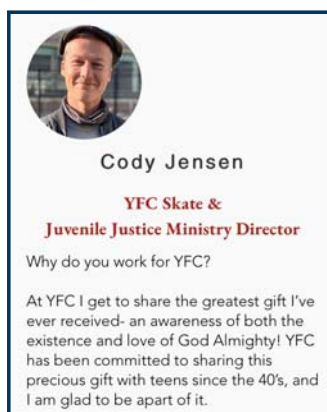 Cody Jensen
YFC Skate &
Juvenile Justice Ministry Director
Why do you work for YFC?
At YFC I get to share the greatest gift I've
ever received- an awareness of both the
existence and love of God Almighty! YFC
has been committed to sharing this
precious gift with teens since the 40's, and
I am glad to be apart of it.